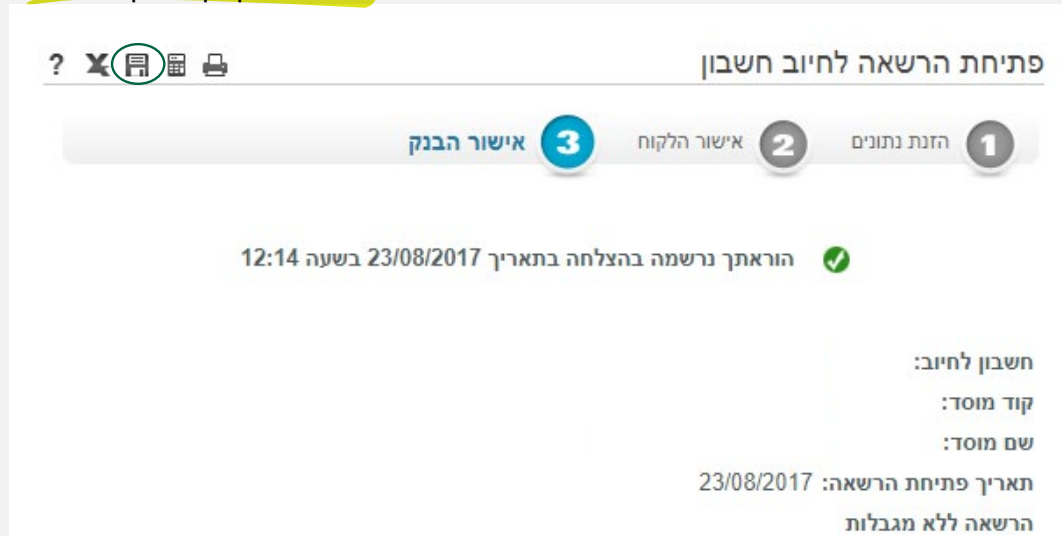 פתיחת הרשאה לחיוב חשבון
?
1 הזנת נתונים 2 אישור הלקוח 3 אישור הבנק
הוראתך נרשמה בהצלחה בתאריך 23/08/2017 בשעה 12:14
חשבון לחיוב:
קוד מוסד:
שם מוסד:
תאריך פתיחת הרשאה: 23/08/2017
הרשאה ללא מגבלות